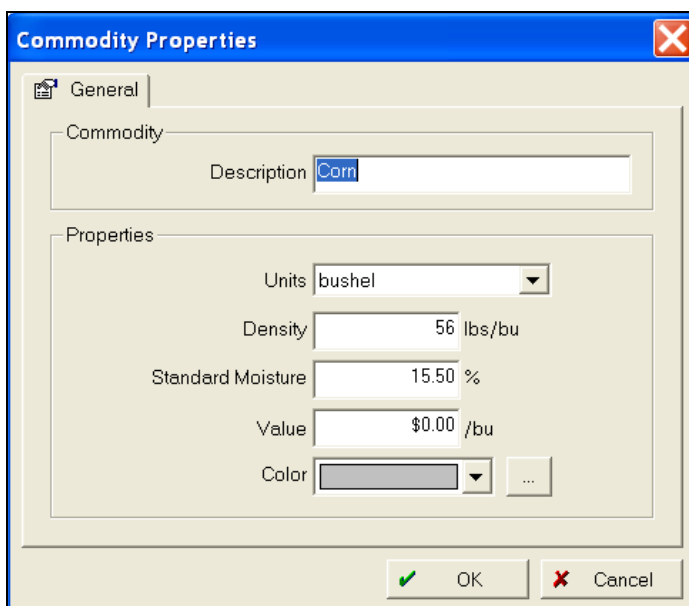 Commodity Properties
General
Commodity
Description Corn
Properties
Units bushel
Density 56 lbs/bu
Standard Moisture 15.50 %
Value $0.00 /bu
Color ...
OK Cancel